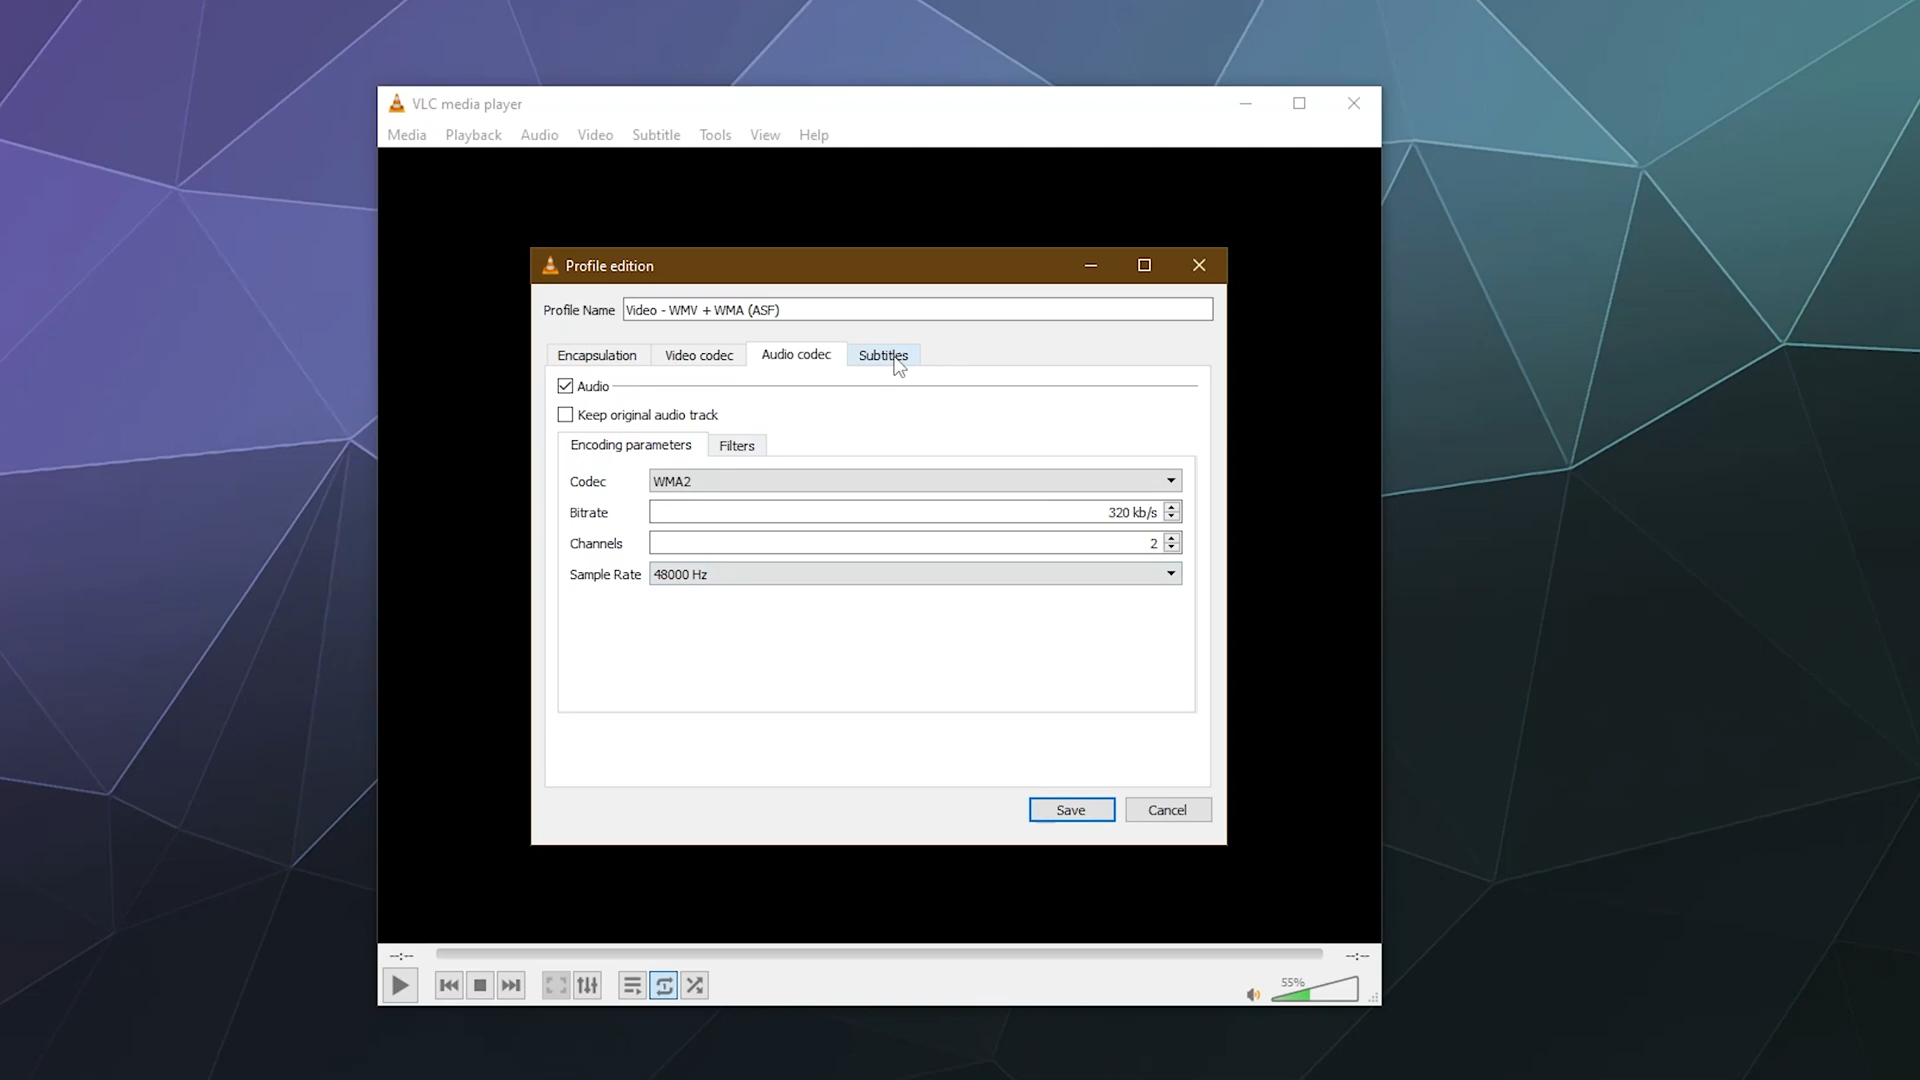 VLC media player
Media Playback Audio Video Subtitle Tools View Help
Profile edition
Profile Name Video - WMV + WMA (ASF)
Encapsulation Video codec Audio codec Subtitles
Audio
Keep original audio track
Encoding parameters Filters
Codec WMA2
Bitrate 320 kb/s
Channels 2
Sample Rate 48000 Hz
Save Cancel
--:-- --:--
55%